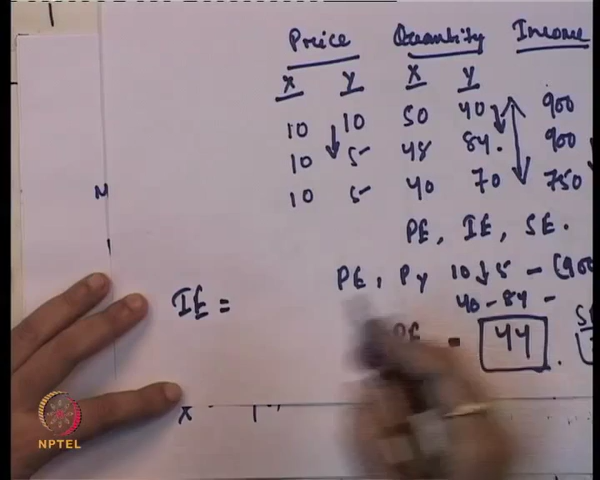 Price Quantity Income
X Y X Y
10 10 50 40 900
10 5 48 84. 900
10 5 40 70 750
PE, IE, SE.
PE, Py 10 ↓ 5 - (900
40 - 84 -
IE =
PE = 44.
X
NPTEL